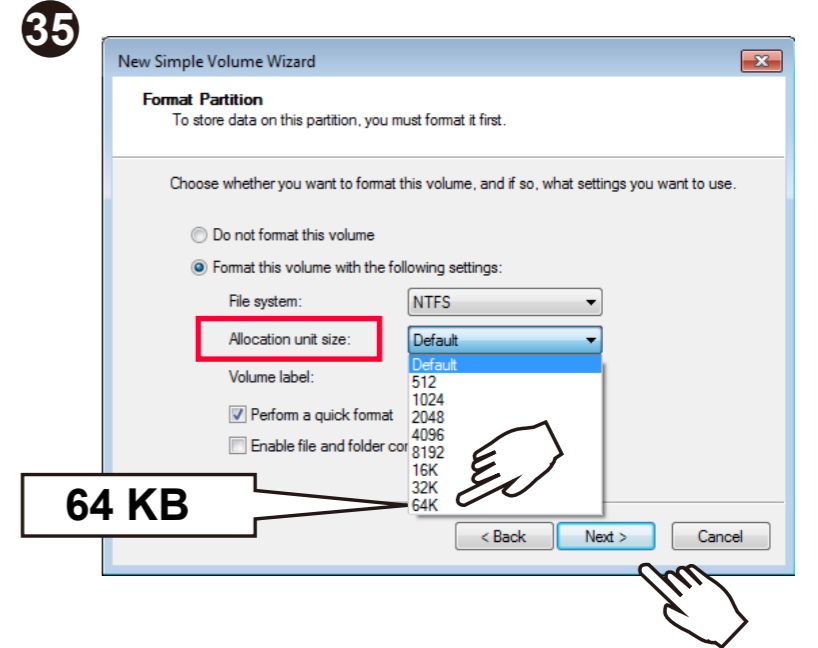 35
New Simple Volume Wizard
Format Partition
To store data on this partition, you must format it first.
Choose whether you want to format this volume, and if so, what settings you want to use.
Do not format this volume
Format this volume with the following settings:
File system: NTFS
Allocation unit size: Default
Volume label: Default
512
1024
Perform a quick format 2048
4096
Enable file and folder 8192
16K
32K
64 KB 64K
< Back Next > Cancel